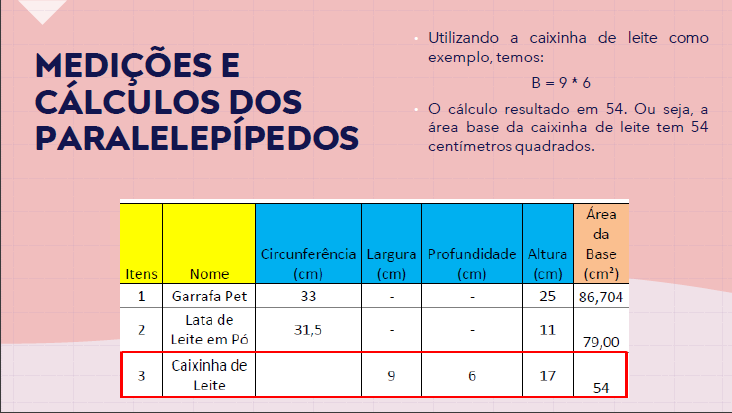 MEDIÇÕES E
CÁLCULOS DOS
PARALELEPÍPEDOS
• Utilizando a caixinha de leite como
exemplo, temos:
B = 9 * 6
• O cálculo resultado em 54. Ou seja, a
área base da caixinha de leite tem 54
centímetros quadrados.
Itens Nome Circunferência (cm) Largura (cm) Profundidade (cm) Altura (cm) Área da Base (cm²)
1 Garrafa Pet 33 - - 25 86,704
2 Lata de Leite em Pó 31,5 - - 11 79,00
3 Caixinha de Leite 9 6 17 54